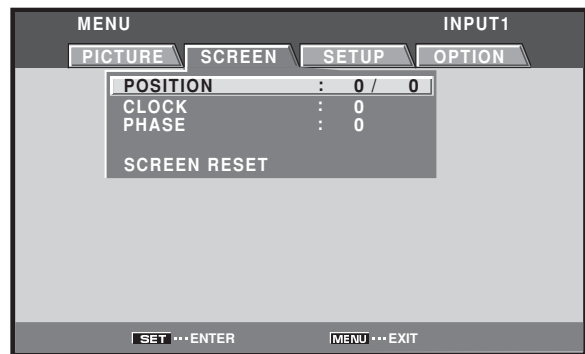 MENU INPUT1
PICTURE SCREEN SETUP OPTION
POSITION : 0 / 0
CLOCK : 0
PHASE : 0
SCREEN RESET
SET ··· ENTER MENU ··· EXIT